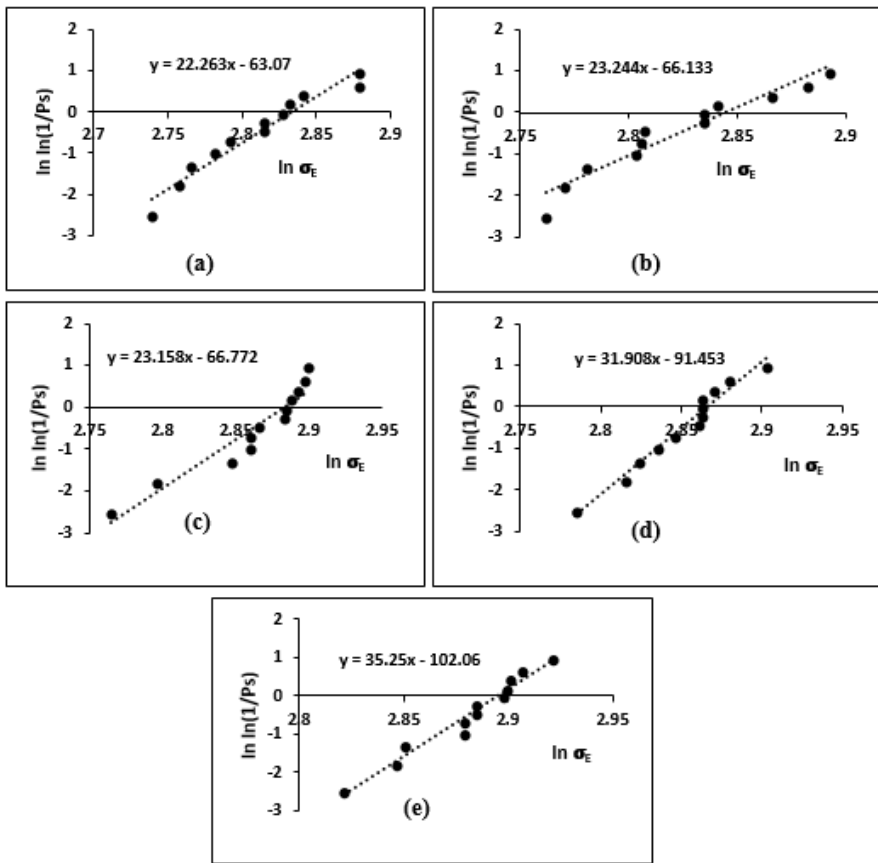 2
y = 22.263x - 63.07
1
0
2.7
2.75
2.8
2.85
2.9
-1
-2
-3
ln ln(1/Ps)
ln σE
(a)
2
y = 23.244x - 66.133
1
0
2.75
2.8
2.85
2.9
-1
-2
-3
ln ln(1/Ps)
ln σE
(b)
2
y = 23.158x - 66.772
1
0
2.75
2.8
2.85
2.9
2.95
-1
-2
-3
ln ln(1/Ps)
ln σE
(c)
2
y = 31.908x - 91.453
1
0
2.75
2.8
2.85
2.9
2.95
-1
-2
-3
ln ln(1/Ps)
ln σE
(d)
2
y = 35.25x - 102.06
1
0
2.8
2.85
2.9
2.95
-1
-2
-3
ln ln(1/Ps)
ln σE
(e)